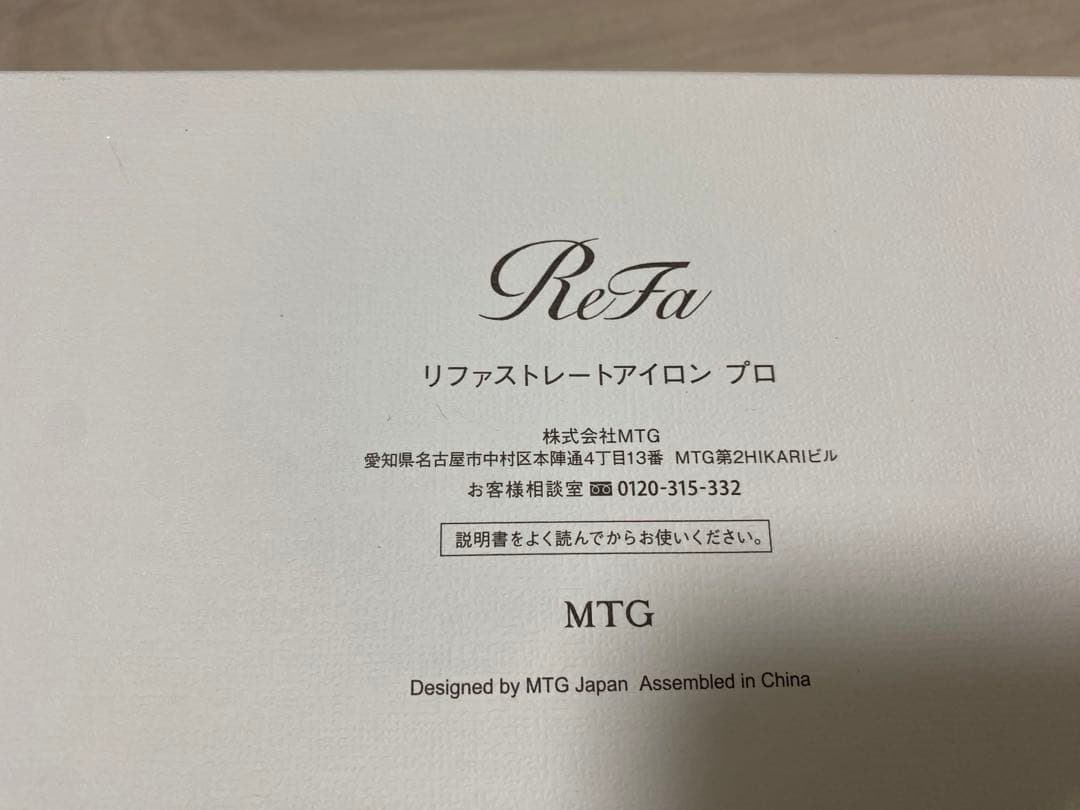 ReFa
リファストレートアイロン プロ
株式会社MTG
愛知県名古屋市中村区本陣通4丁目13番 MTG第2HIKARIビル
お客様相談室 0120-315-332
説明書をよく読んでからお使いください。
MTG
Designed by MTG Japan Assembled in China